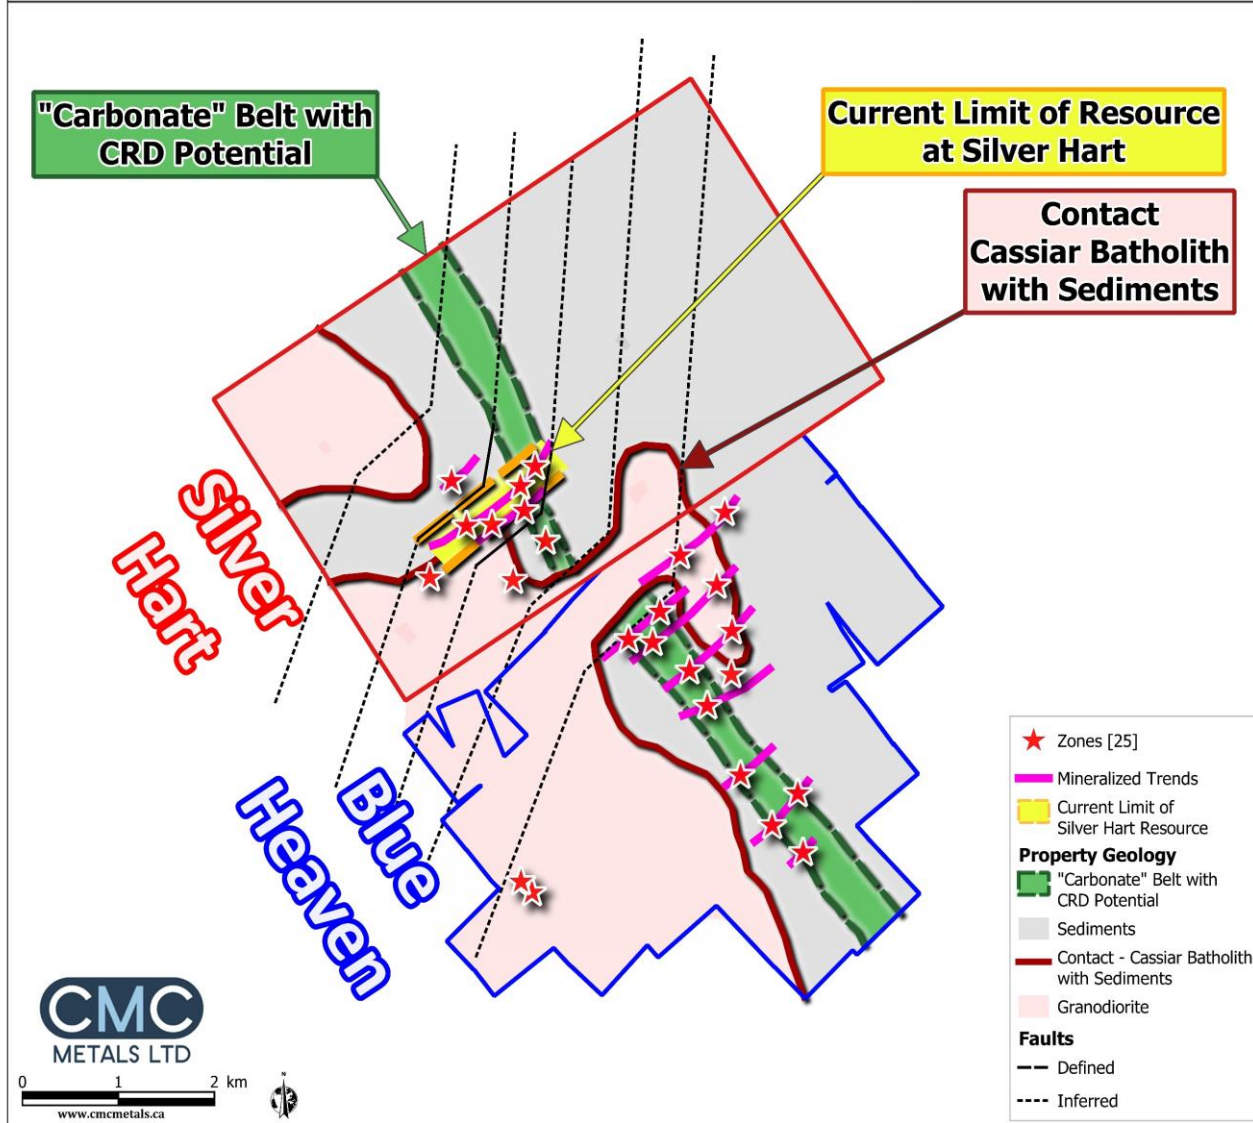 "Carbonate" Belt with
CRD Potential
Current Limit of Resource
at Silver Hart
Contact
Cassiar Batholith
with Sediments
Silver
Hart
Blue
Heaven
Zones [25]
Mineralized Trends
Current Limit of
Silver Hart Resource
Property Geology
"Carbonate" Belt with
CRD Potential
Sediments
Contact - Cassiar Batholith
with Sediments
Granodiorite
Faults
Defined
Inferred
CMC
METALS LTD
0 1 2 km
www.cmcmetals.ca
N